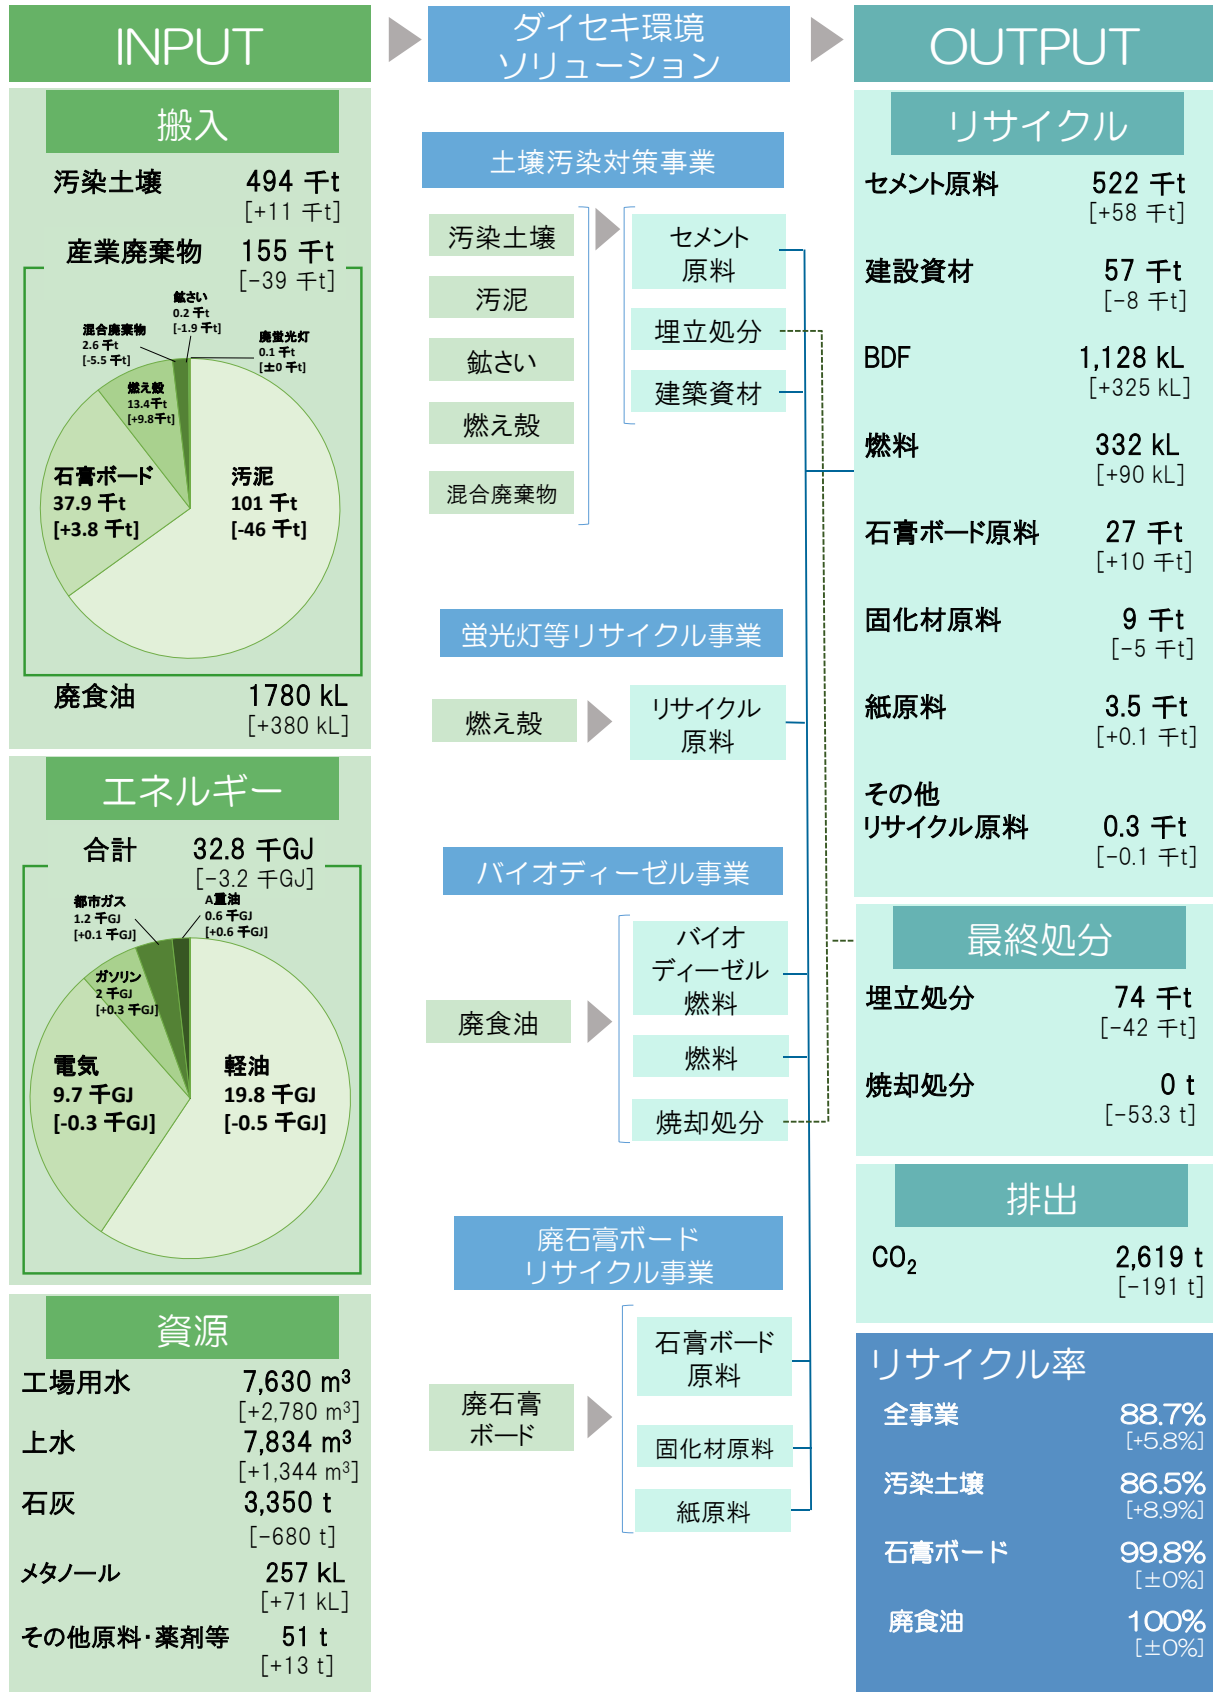 INPUT
搬入
汚染土壌 494 千t
[+11 千t]
産業廃棄物 155 千t
[-39 千t]
鉱さい
0.2 千t
[-1.9 千t]
混合廃棄物
2.6 千t
[-5.5 千t]
廃蛍光灯
0.1 千t
[±0 千t]
燃え殻
13.4千t
[+9.8千t]
石膏ボード
37.9 千t
[+3.8 千t]
汚泥
101 千t
[-46 千t]
廃食油 1780 kL
[+380 kL]
エネルギー
合計 32.8 千GJ
[-3.2 千GJ]
都市ガス
1.2 千GJ
[+0.1 千GJ]
A重油
0.6 千GJ
[+0.6 千GJ]
ガソリン
2 千GJ
[+0.3 千GJ]
電気
9.7 千GJ
[-0.3 千GJ]
軽油
19.8 千GJ
[-0.5 千GJ]
資源
工場用水 7,630 m³
[+2,780 m³]
上水 7,834 m³
[+1,344 m³]
石灰 3,350 t
[-680 t]
メタノール 257 kL
[+71 kL]
その他原料・薬剤等 51 t
[+13 t]
ダイセキ環境
ソリューション
土壌汚染対策事業
汚染土壌
汚泥
鉱さい
燃え殻
混合廃棄物
セメント
原料
埋立処分
建築資材
蛍光灯等リサイクル事業
燃え殻
リサイクル
原料
バイオディーゼル事業
廃食油
バイオ
ディーゼル
燃料
燃料
焼却処分
廃石膏ボード
リサイクル事業
廃石膏
ボード
石膏ボード
原料
固化材原料
紙原料
OUTPUT
リサイクル
セメント原料 522 千t
[+58 千t]
建設資材 57 千t
[-8 千t]
BDF 1,128 kL
[+325 kL]
燃料 332 kL
[+90 kL]
石膏ボード原料 27 千t
[+10 千t]
固化材原料 9 千t
[-5 千t]
紙原料 3.5 千t
[+0.1 千t]
その他
リサイクル原料 0.3 千t
[-0.1 千t]
最終処分
埋立処分 74 千t
[-42 千t]
焼却処分 0 t
[-53.3 t]
排出
CO₂ 2,619 t
[-191 t]
リサイクル率
全事業 88.7%
[+5.8%]
汚染土壌 86.5%
[+8.9%]
石膏ボード 99.8%
[±0%]
廃食油 100%
[±0%]